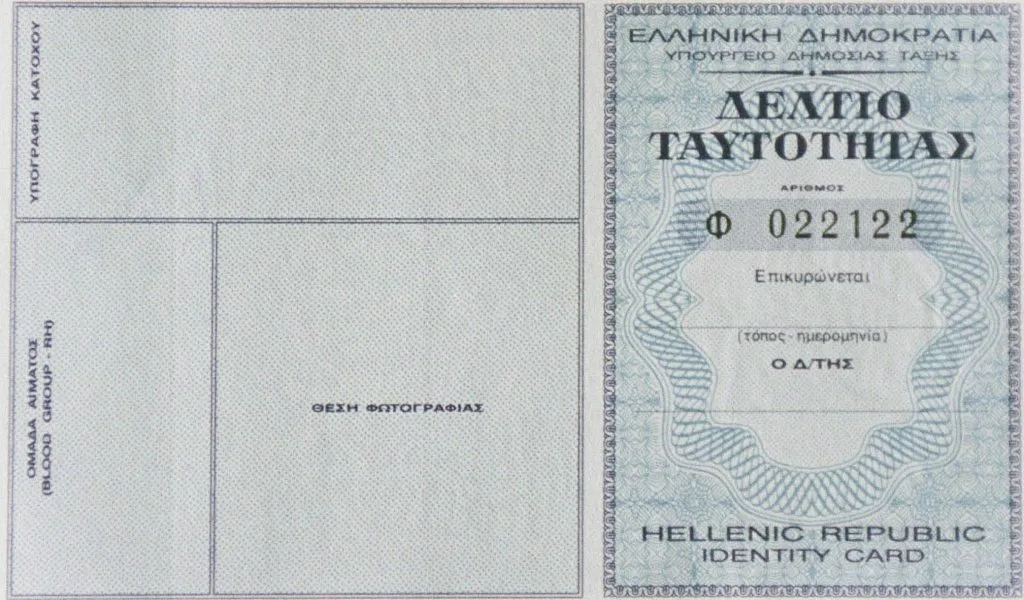 ΥΠΟΓΡΑΦΗ ΚΑΤΟΧΟΥ
ΟΜΑΔΑ ΑΙΜΑΤΟΣ
(BLOOD GROUP - RH)
ΘΕΣΗ ΦΩΤΟΓΡΑΦΙΑΣ
ΕΛΛΗΝΙΚΗ ΔΗΜΟΚΡΑΤΙΑ
ΥΠΟΥΡΓΕΙΟ ΔΗΜΟΣΙΑΣ ΤΑΞΗΣ
ΔΕΛΤΙΟ
ΤΑΥΤΟΤΗΤΑΣ
ΑΡΙΘΜΟΣ
Φ 022122
Επικυρώνεται
(τόπος - ημερομηνία)
Ο Δ/ΤΗΣ
HELLENIC REPUBLIC
IDENTITY CARD